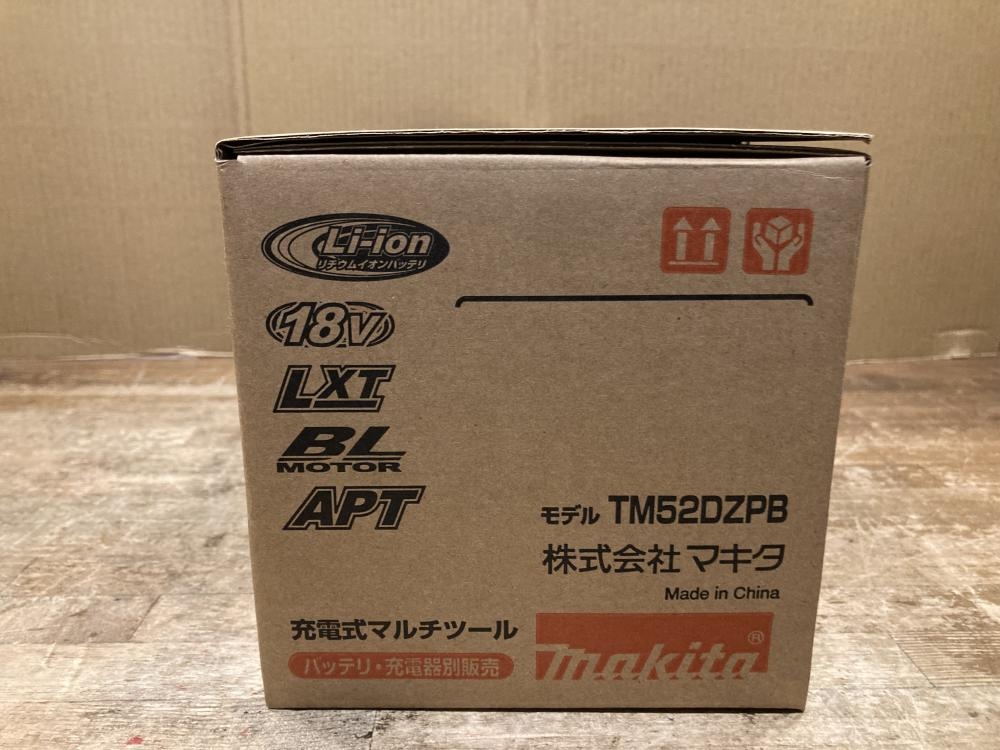 Li-ion
リチウムイオンバッテリ
18V
LXT
BL
MOTOR
APT
モデル TM52DZPB
株式会社 マキタ
Made in China
充電式マルチツール
バッテリ・充電器別販売
makita®